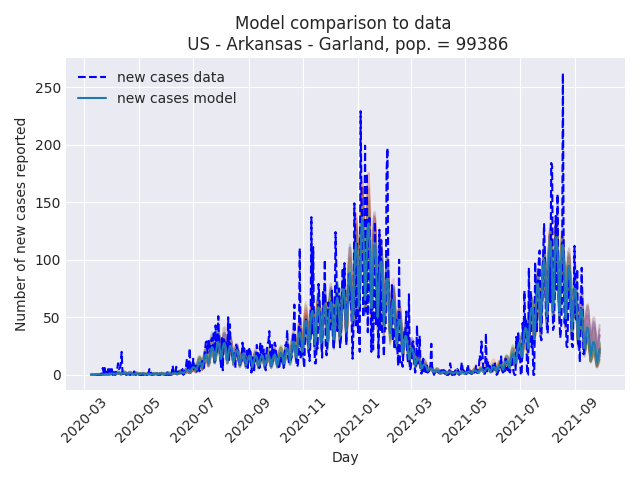 Model comparison to data
US - Arkansas - Garland, pop. = 99386
new cases data
new cases model
Number of new cases reported
250
200
150
100
50
0
2020-03
2020-05
2020-07
2020-09
2020-11
2021-01
2021-03
2021-05
2021-07
2021-09
Day